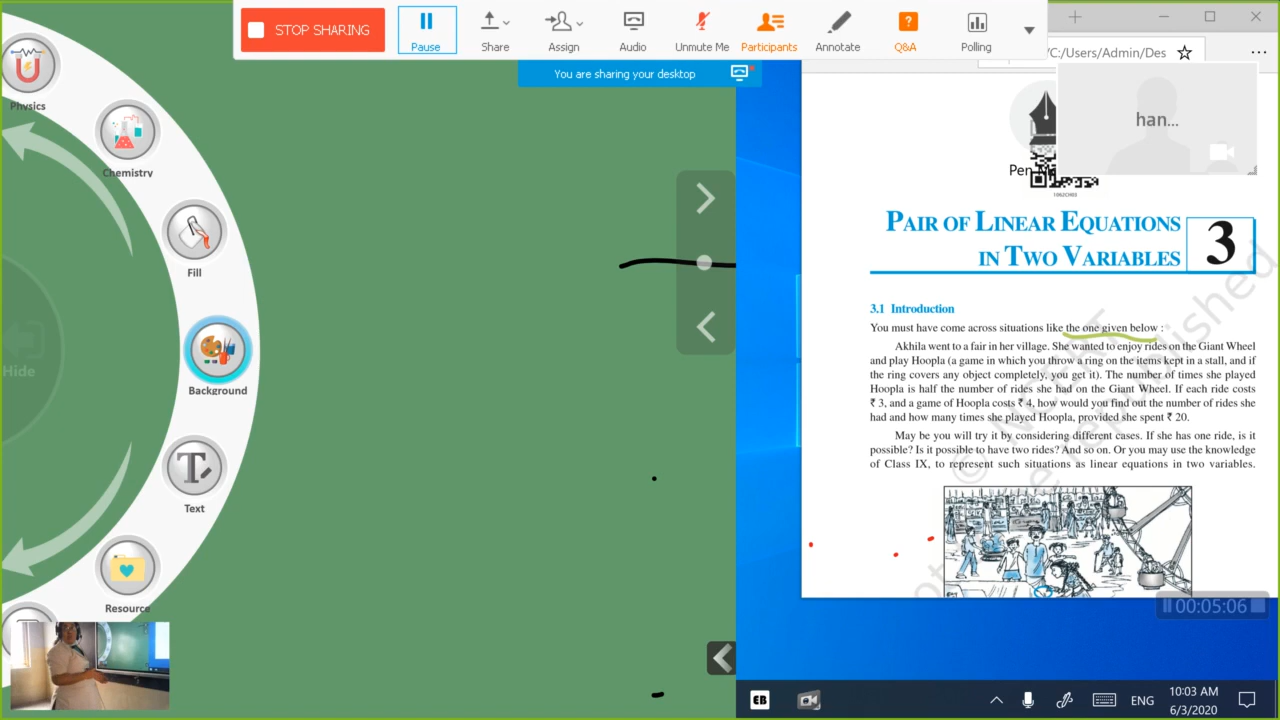 STOP SHARING
Pause
Share
Assign
Audio
Unmute Me
Participants
Annotate
?
Q&A
Polling
You are sharing your desktop
/C:/Users/Admin/Des
Physics
Chemistry
Fill
Background
Text
Resource
Hide
han...
Pen
1062CH03
PAIR OF LINEAR EQUATIONS
IN TWO VARIABLES
3
3.1 Introduction
You must have come across situations like the one given below :
Akhila went to a fair in her village. She wanted to enjoy rides on the Giant Wheel
and play Hoopla (a game in which you throw a ring on the items kept in a stall, and if
the ring covers any object completely, you get it). The number of times she played
Hoopla is half the number of rides she had on the Giant Wheel. If each ride costs
₹ 3, and a game of Hoopla costs ₹ 4, how would you find out the number of rides she
had and how many times she played Hoopla, provided she spent ₹ 20.
May be you will try it by considering different cases. If she has one ride, is it
possible? Is it possible to have two rides? And so on. Or you may use the knowledge
of Class IX, to represent such situations as linear equations in two variables.
00:05:06
EB
ENG
10:03 AM
6/3/2020